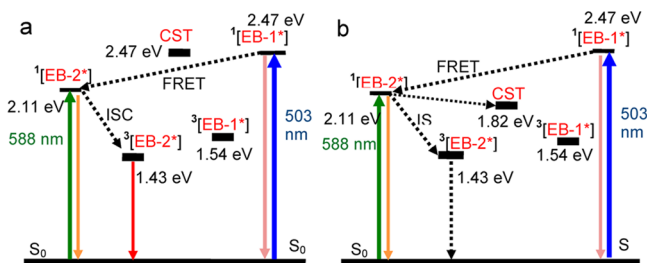 a
CST
2.47 eV
2.47 eV
¹[EB-1*]
¹[EB-2*]
FRET
2.11 eV
ISC
588 nm
³[EB-2*]
1.43 eV
³[EB-1*]
1.54 eV
503
nm
S₀
S₀
b
2.47 eV
¹[EB-1*]
FRET
¹[EB-2*]
CST
1.82 eV
2.11 eV
IS
588 nm
³[EB-2*]
1.43 eV
³[EB-1*]
1.54 eV
503
nm
S₀
S